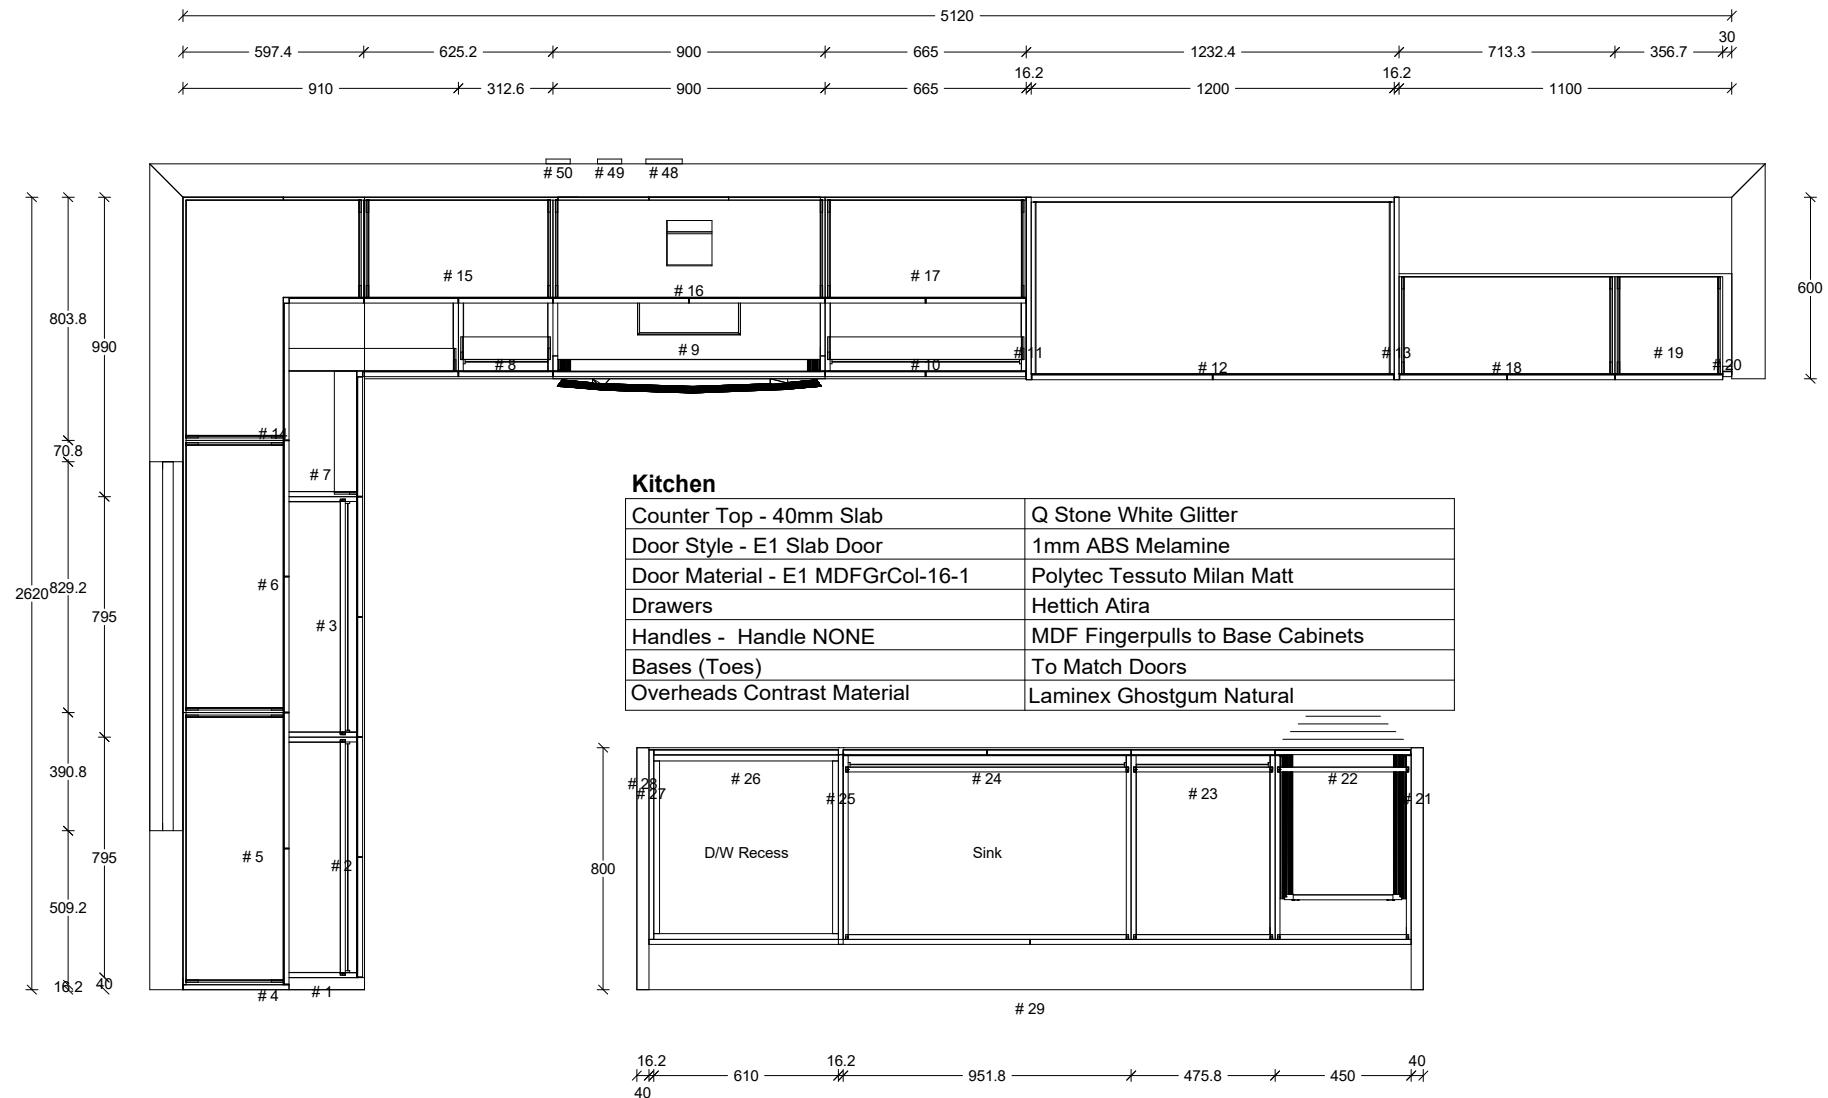 5120
30
597.4 625.2 900 665 1232.4 713.3 356.7
16.2 16.2
910 312.6 900 665 1200 1100
# 50 # 49 # 48
# 15 # 16 # 17
600
803.8
990
# 8 # 9 # 10 # 11 # 12 # 13 # 18 # 19 # 20
# 14
70.8
# 7
2620
829.2
795
# 6
# 3
390.8
795
# 5
# 2
509.2
16.2
40
# 4 # 1
Kitchen
Counter Top - 40mm Slab Q Stone White Glitter
Door Style - E1 Slab Door 1mm ABS Melamine
Door Material - E1 MDFGrCol-16-1 Polytec Tessuto Milan Matt
Drawers Hettich Atira
Handles - Handle NONE MDF Fingerpulls to Base Cabinets
Bases (Toes) To Match Doors
Overheads Contrast Material Laminex Ghostgum Natural
# 28 # 26 # 24 # 22
# 27 # 25 # 23 # 21
D/W Recess Sink
800
# 29
16.2 16.2 40
610 951.8 475.8 450
40